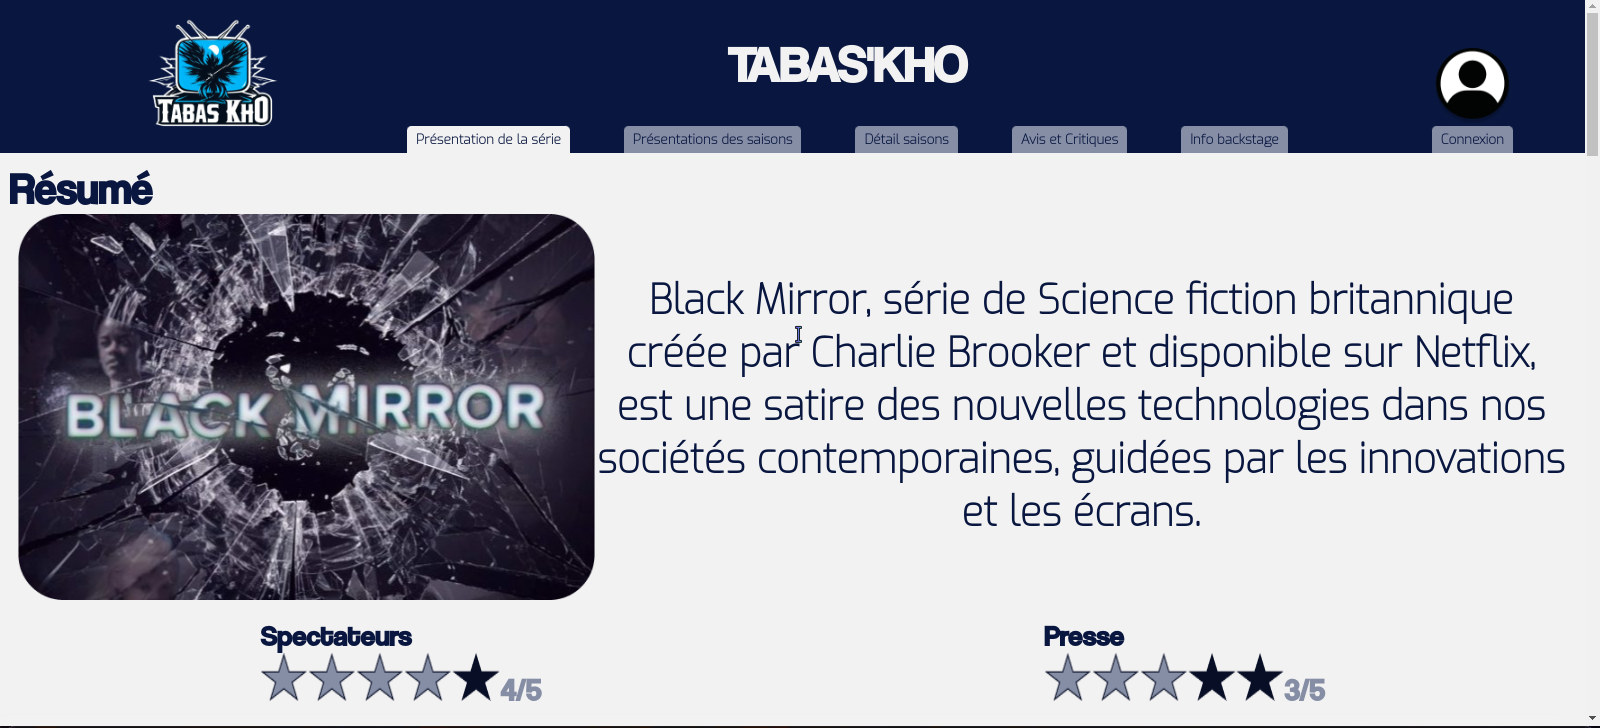 TABAS KHO
TABAS'KHO
Présentation de la série
Présentations des saisons
Détail saisons
Avis et Critiques
Info backstage
Connexion
Résumé
BLACK MIRROR
Black Mirror, série de Science fiction britannique
créée par Charlie Brooker et disponible sur Netflix,
est une satire des nouvelles technologies dans nos
sociétés contemporaines, guidées par les innovations
et les écrans.
Spectateurs
4/5
Presse
3/5